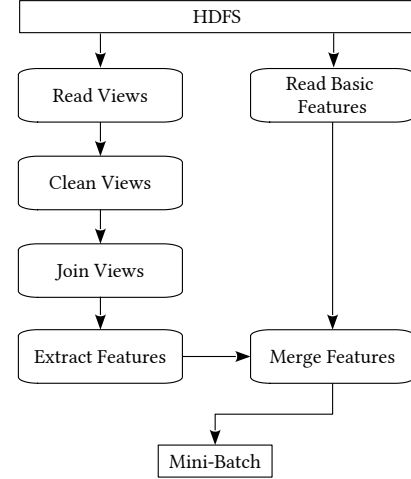 HDFS
Read Views
Read Basic
Features
Clean Views
Join Views
Extract Features
Merge Features
Mini-Batch